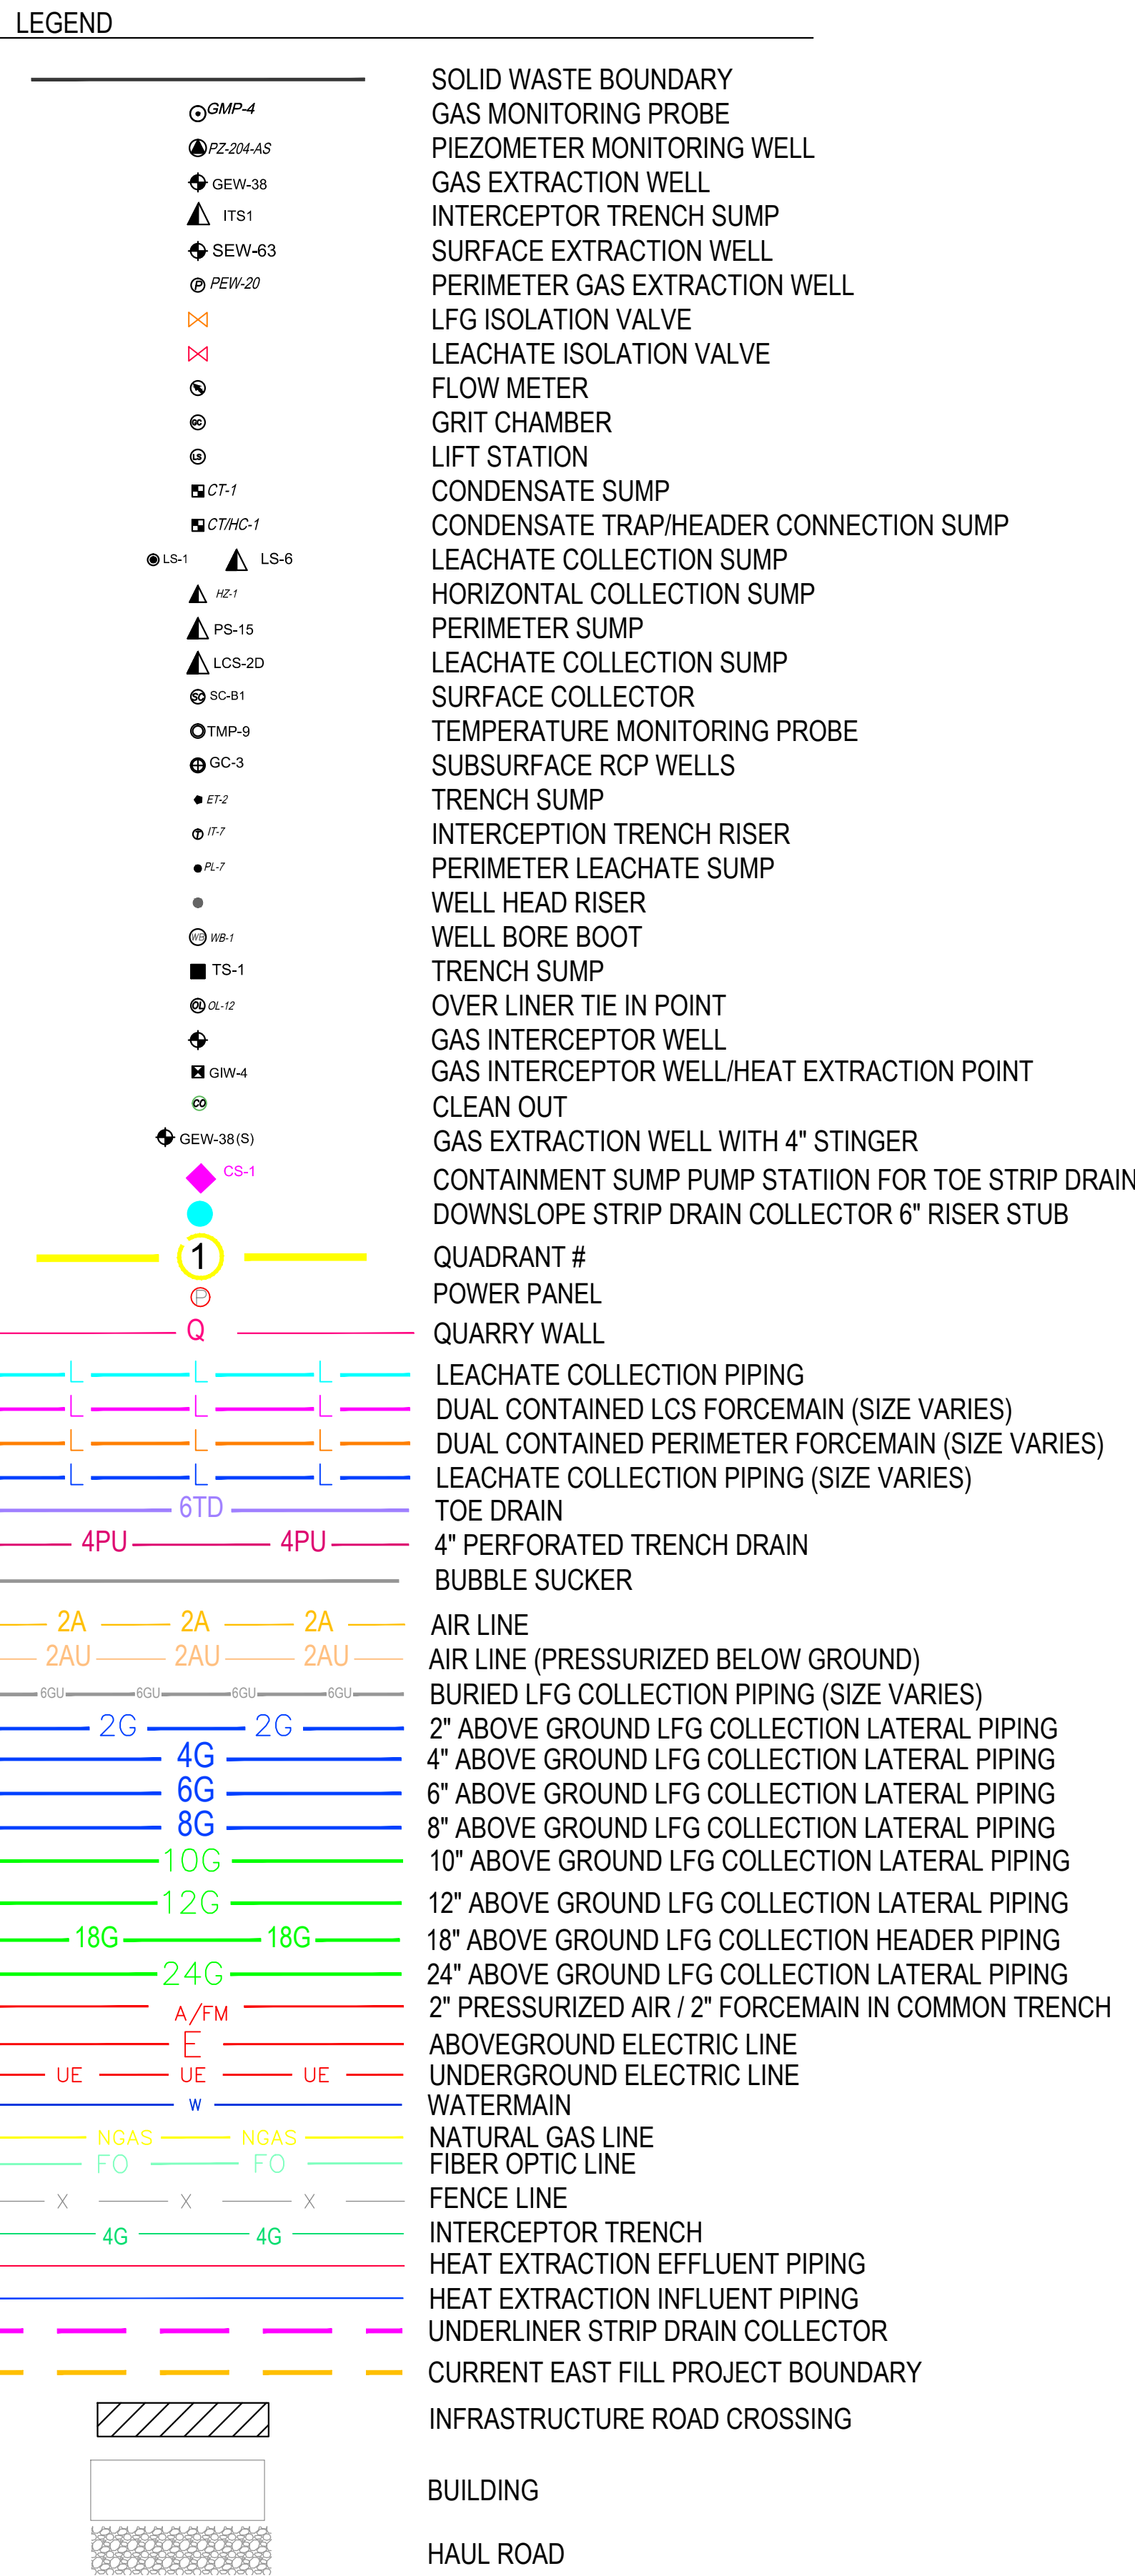 LEGEND
SOLID WASTE BOUNDARY
GMP-4 GAS MONITORING PROBE
PZ-204-AS PIEZOMETER MONITORING WELL
GEW-38 GAS EXTRACTION WELL
ITS1 INTERCEPTOR TRENCH SUMP
SEW-63 SURFACE EXTRACTION WELL
P PEW-20 PERIMETER GAS EXTRACTION WELL
LFG ISOLATION VALVE
LEACHATE ISOLATION VALVE
FLOW METER
GC GRIT CHAMBER
LS LIFT STATION
CT-1 CONDENSATE SUMP
CT/HC-1 CONDENSATE TRAP/HEADER CONNECTION SUMP
LS-1 LS-6 LEACHATE COLLECTION SUMP
HZ-1 HORIZONTAL COLLECTION SUMP
PS-15 PERIMETER SUMP
LCS-2D LEACHATE COLLECTION SUMP
SC SC-B1 SURFACE COLLECTOR
TMP-9 TEMPERATURE MONITORING PROBE
GC-3 SUBSURFACE RCP WELLS
ET-2 TRENCH SUMP
T IT-7 INTERCEPTION TRENCH RISER
PL-7 PERIMETER LEACHATE SUMP
WELL HEAD RISER
WB WB-1 WELL BORE BOOT
TS-1 TRENCH SUMP
OL OL-12 OVER LINER TIE IN POINT
GAS INTERCEPTOR WELL
GIW-4 GAS INTERCEPTOR WELL/HEAT EXTRACTION POINT
CO CLEAN OUT
GEW-38(S) GAS EXTRACTION WELL WITH 4" STINGER
CS-1 CONTAINMENT SUMP PUMP STATIION FOR TOE STRIP DRAIN
DOWNSLOPE STRIP DRAIN COLLECTOR 6" RISER STUB
1 QUADRANT #
P POWER PANEL
Q QUARRY WALL
L L L LEACHATE COLLECTION PIPING
L L L DUAL CONTAINED LCS FORCEMAIN (SIZE VARIES)
L L L DUAL CONTAINED PERIMETER FORCEMAIN (SIZE VARIES)
L L L LEACHATE COLLECTION PIPING (SIZE VARIES)
6TD TOE DRAIN
4PU 4PU 4" PERFORATED TRENCH DRAIN
BUBBLE SUCKER
2A 2A 2A AIR LINE
2AU 2AU 2AU AIR LINE (PRESSURIZED BELOW GROUND)
6GU 6GU 6GU 6GU BURIED LFG COLLECTION PIPING (SIZE VARIES)
2G 2G 2" ABOVE GROUND LFG COLLECTION LATERAL PIPING
4G 4" ABOVE GROUND LFG COLLECTION LATERAL PIPING
6G 6" ABOVE GROUND LFG COLLECTION LATERAL PIPING
8G 8" ABOVE GROUND LFG COLLECTION LATERAL PIPING
10G 10" ABOVE GROUND LFG COLLECTION LATERAL PIPING
12G 12" ABOVE GROUND LFG COLLECTION LATERAL PIPING
18G 18G 18" ABOVE GROUND LFG COLLECTION HEADER PIPING
24G 24" ABOVE GROUND LFG COLLECTION LATERAL PIPING
A/FM 2" PRESSURIZED AIR / 2" FORCEMAIN IN COMMON TRENCH
E ABOVEGROUND ELECTRIC LINE
UE UE UE UNDERGROUND ELECTRIC LINE
W WATERMAIN
NGAS NGAS NATURAL GAS LINE
FO FO FIBER OPTIC LINE
X X X FENCE LINE
4G 4G INTERCEPTOR TRENCH
HEAT EXTRACTION EFFLUENT PIPING
HEAT EXTRACTION INFLUENT PIPING
UNDERLINER STRIP DRAIN COLLECTOR
CURRENT EAST FILL PROJECT BOUNDARY
INFRASTRUCTURE ROAD CROSSING
BUILDING
HAUL ROAD